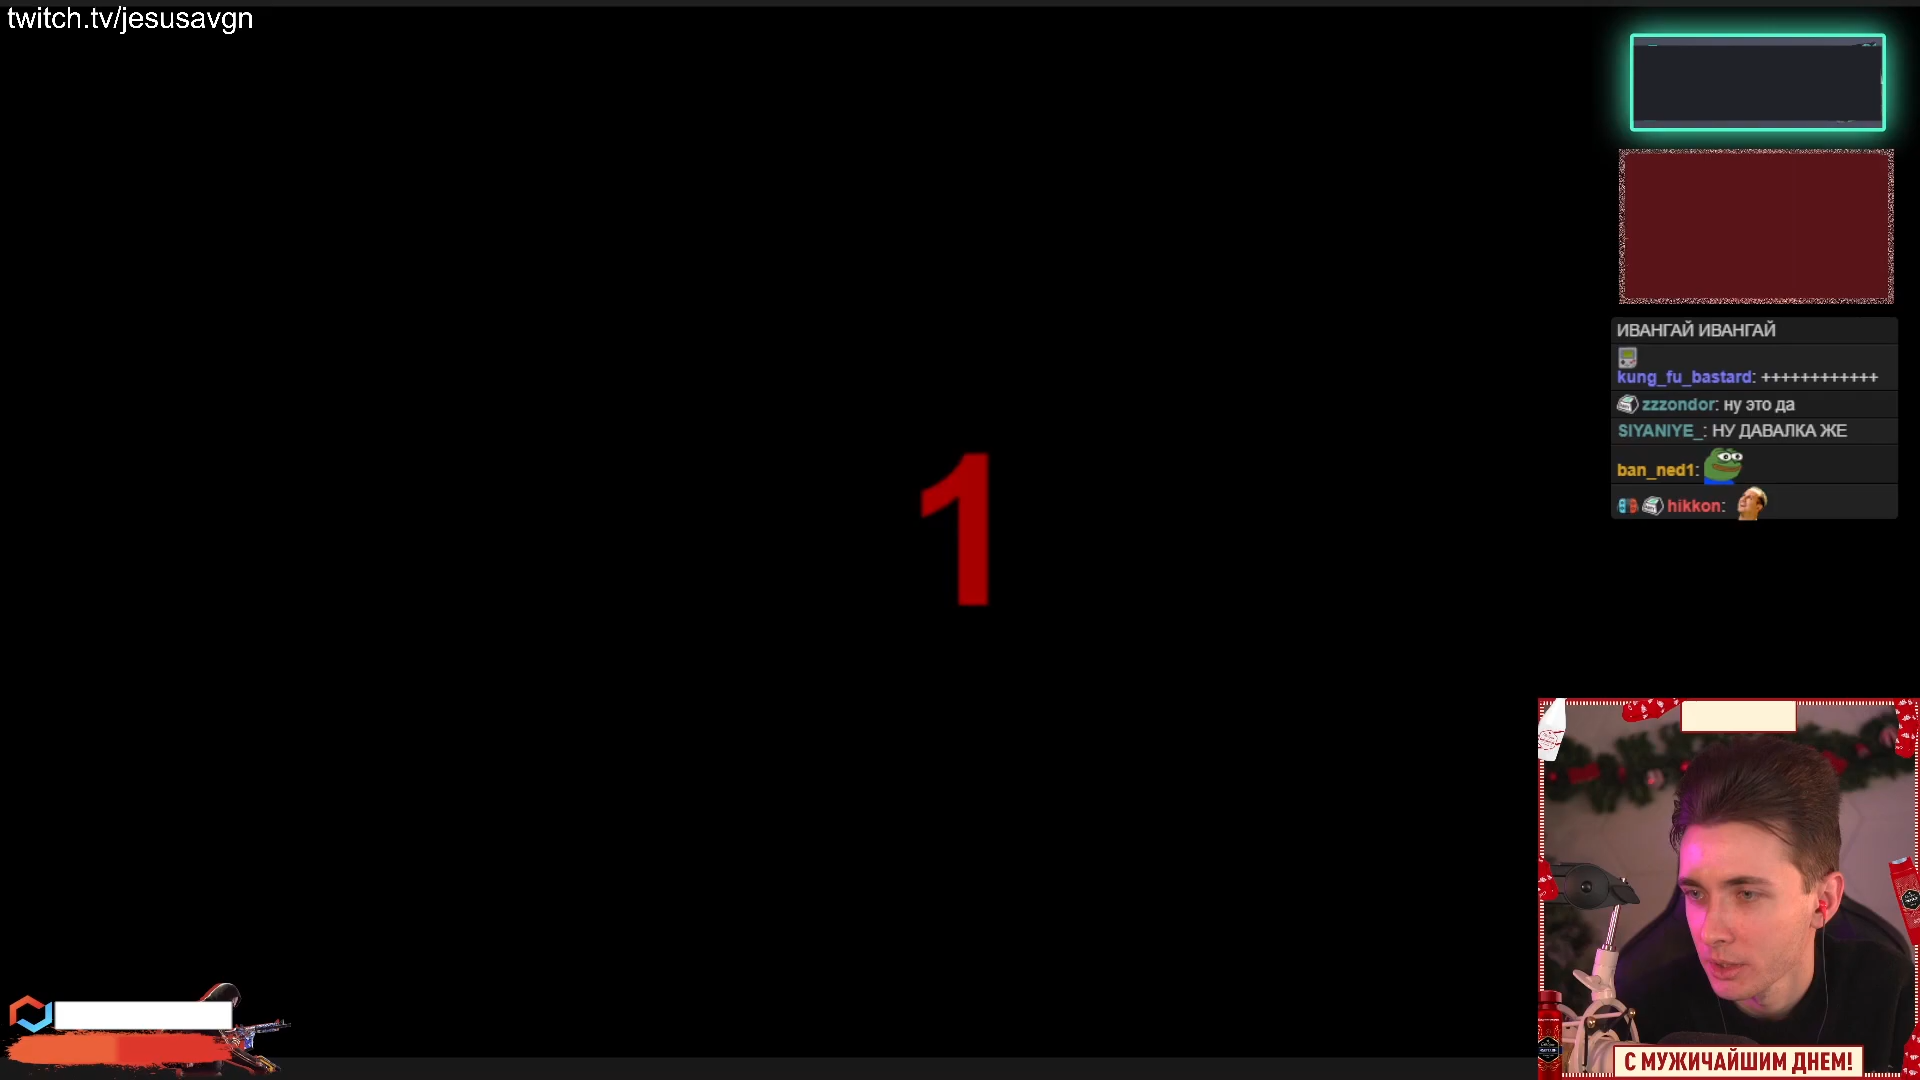 twitch.tv/jesusavgn
ИВАНГАЙ ИВАНГАЙ
kung_fu_bastard: ++++++++++++
zzzondor: ну это да
SIYANIYE_: НУ ДАВАЛКА ЖЕ
ban_ned1:
hikkon:
1
С МУЖИЧАЙШИМ ДНЕМ!